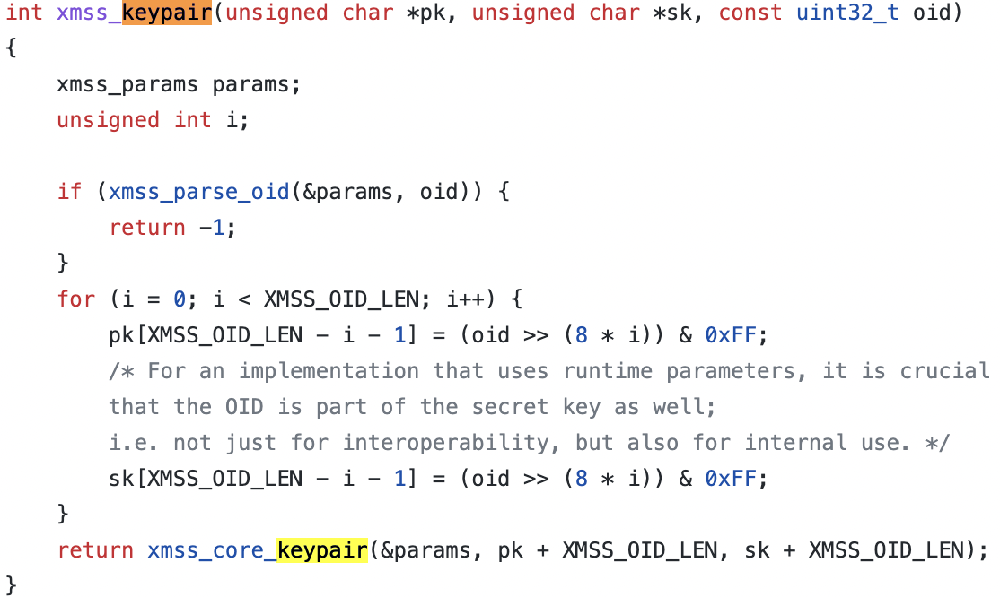 int xmss_keypair(unsigned char *pk, unsigned char *sk, const uint32_t oid)
{
    xmss_params params;
    unsigned int i;

    if (xmss_parse_oid(&params, oid)) {
        return -1;
    }
    for (i = 0; i < XMSS_OID_LEN; i++) {
        pk[XMSS_OID_LEN - i - 1] = (oid >> (8 * i)) & 0xFF;
        /* For an implementation that uses runtime parameters, it is crucial
        that the OID is part of the secret key as well;
        i.e. not just for interoperability, but also for internal use. */
        sk[XMSS_OID_LEN - i - 1] = (oid >> (8 * i)) & 0xFF;
    }
    return xmss_core_keypair(&params, pk + XMSS_OID_LEN, sk + XMSS_OID_LEN);
}